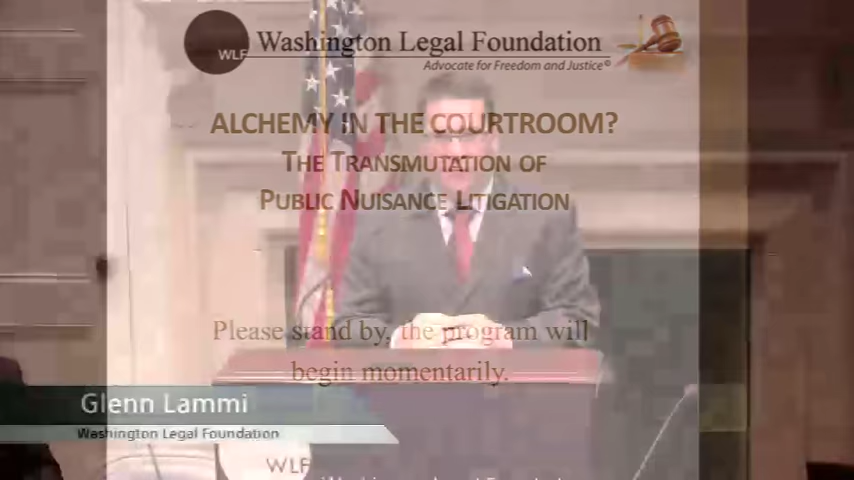 WLF Washington Legal Foundation
Advocate for Freedom and Justice®
ALCHEMY IN THE COURTROOM?
THE TRANSMUTATION OF
PUBLIC NUISANCE LITIGATION
Please stand by, the program will
begin momentarily.
Glenn Lammi
Washington Legal Foundation
WLF